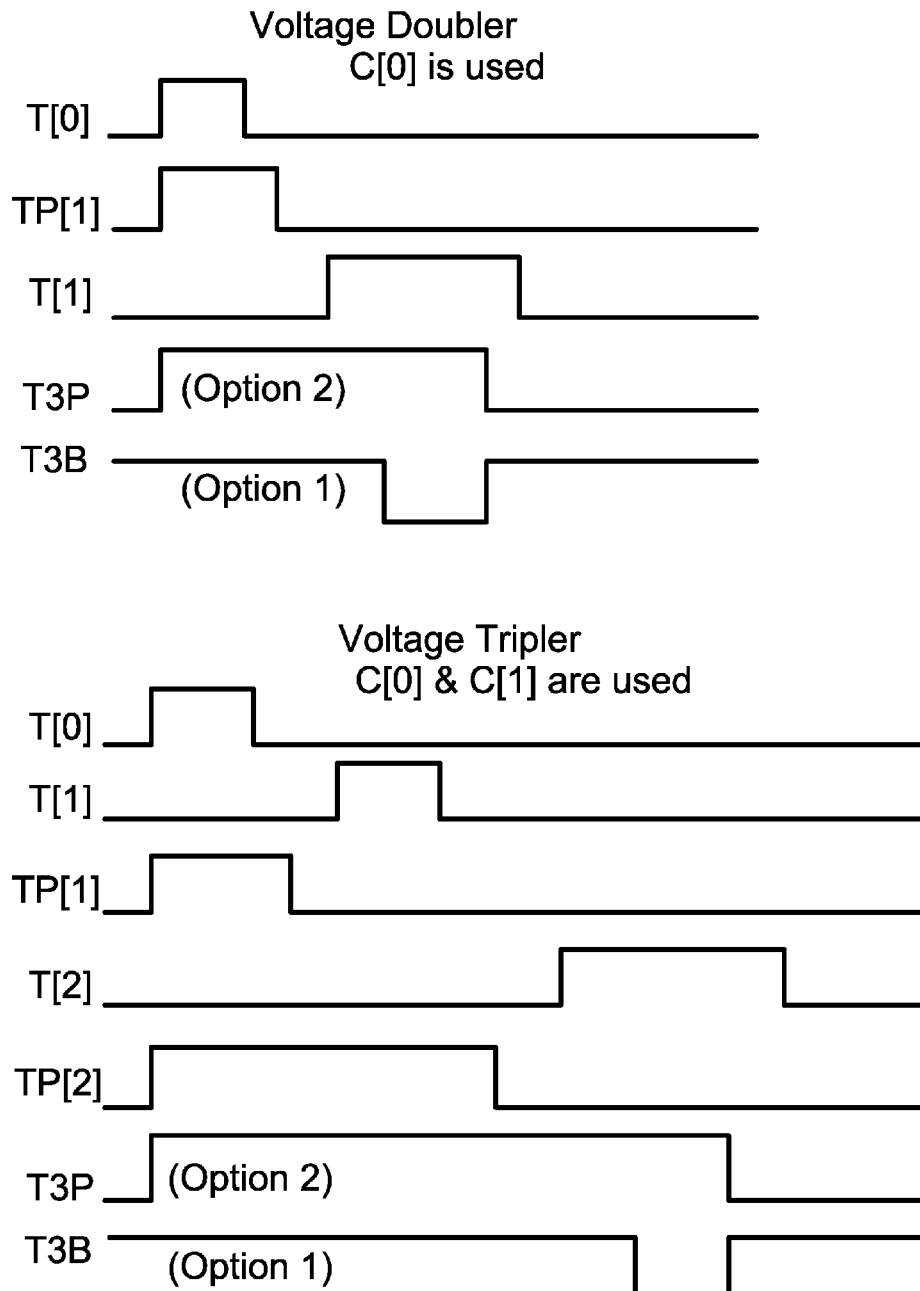 Voltage Doubler
C[0] is used
T[0]
TP[1]
T[1]
T3P (Option 2)
T3B (Option 1)
Voltage Tripler
C[0] & C[1] are used
T[0]
T[1]
TP[1]
T[2]
TP[2]
T3P (Option 2)
T3B (Option 1)